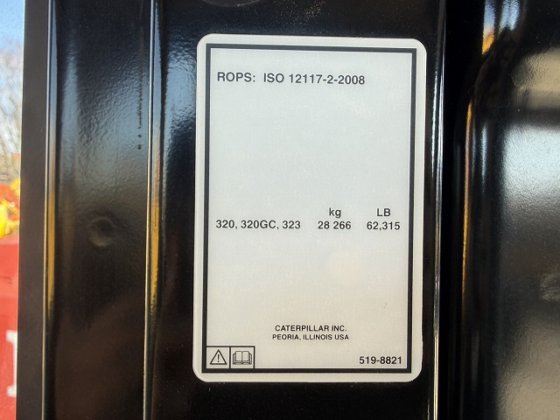 ROPS: ISO 12117-2-2008
kg LB
320, 320GC, 323 28 266 62,315
CATERPILLAR INC.
PEORIA, ILLINOIS USA
519-8821